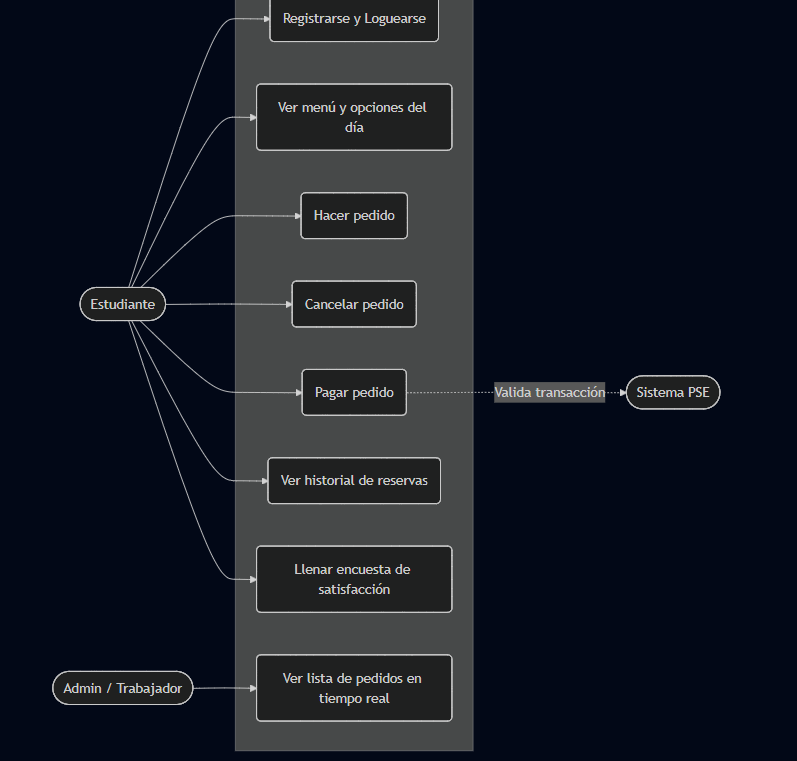 Registrarse y Loguearse
Ver menú y opciones del
día
Hacer pedido
Estudiante
Cancelar pedido
Pagar pedido
Valida transacción
Sistema PSE
Ver historial de reservas
Llenar encuesta de
satisfacción
Admin / Trabajador
Ver lista de pedidos en
tiempo real